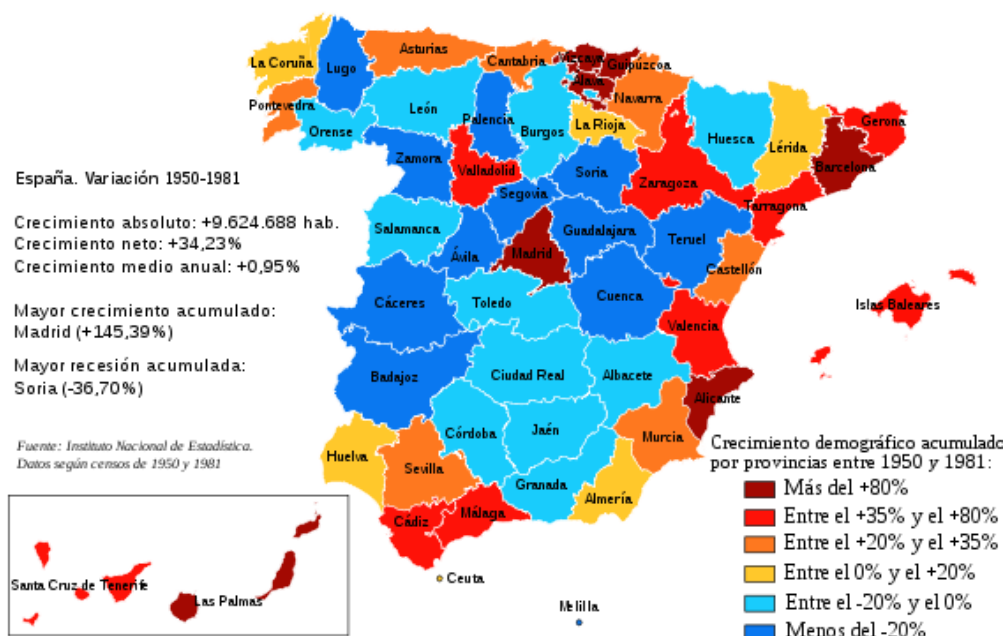 La Coruña
Lugo
Asturias
Cantabria
Vizcaya
Guipúzcoa
Alava
Navarra
Pontevedra
Orense
León
Palencia
Burgos
La Rioja
Huesca
Lérida
Gerona
Barcelona
Zamora
Valladolid
Soria
Zaragoza
Tarragona
Segovia
Salamanca
Ávila
Madrid
Guadalajara
Teruel
Castellón
Cáceres
Toledo
Cuenca
Valencia
Islas Baleares
Badajoz
Ciudad Real
Albacete
Alicante
Huelva
Sevilla
Córdoba
Jaén
Murcia
Granada
Almería
Cádiz
Málaga
Ceuta
Melilla
España. Variación 1950-1981
Crecimiento absoluto: +9.624.688 hab.
Crecimiento neto: +34,23%
Crecimiento medio anual: +0,95%
Mayor crecimiento acumulado:
Madrid (+145,39%)
Mayor recesión acumulada:
Soria (-36,70%)
Fuente: Instituto Nacional de Estadística.
Datos según censos de 1950 y 1981
Santa Cruz de Tenerife
Las Palmas
Crecimiento demográfico acumulado
por provincias entre 1950 y 1981:
Más del +80%
Entre el +35% y el +80%
Entre el +20% y el +35%
Entre el 0% y el +20%
Entre el -20% y el 0%
Menos del -20%